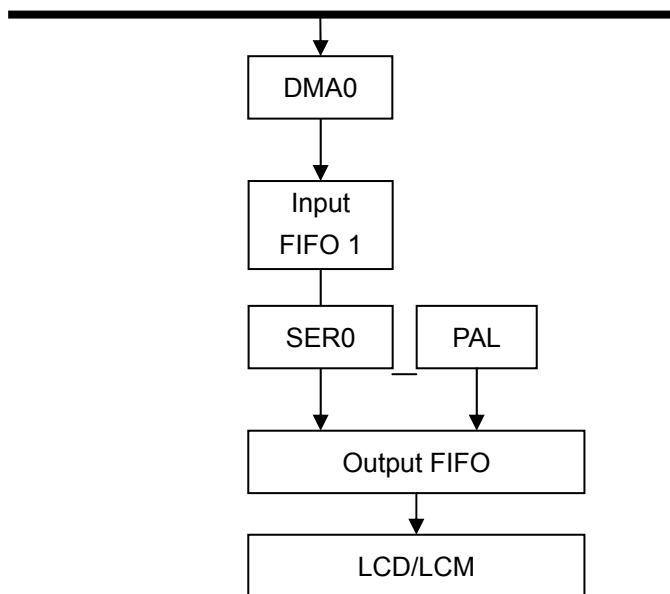 DMA0
Input
FIFO 1
SER0
PAL
Output FIFO
LCD/LCM